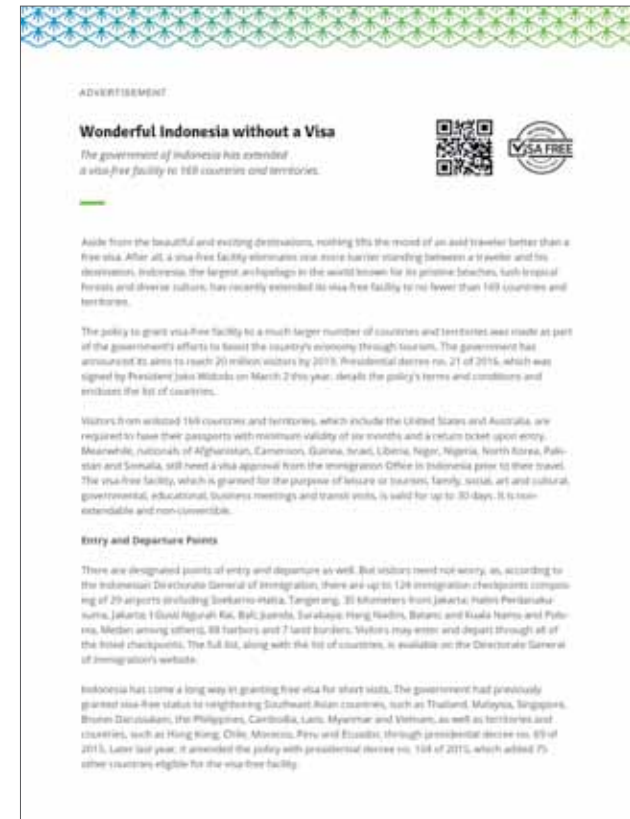 ADVERTISEMENT
Wonderful Indonesia without a Visa
The government of Indonesia has extended
a visa-free facility to 169 countries and territories.
VISA FREE
Aside from the beautiful and exciting destinations, nothing lifts the mood of an avid traveler better than a
free visa. After all, a visa-free facility eliminates one more barrier standing between a traveler and his
destination. Indonesia, the largest archipelago in the world known for its pristine beaches, lush tropical
forests and diverse culture, has recently extended its visa-free facility to no fewer than 169 countries and
territories.
The policy to grant visa-free facility to a much larger number of countries and territories was made as part
of the government's efforts to boost the country's economy through tourism. The government has
announced its aims to reach 20 million visitors by 2019. Presidential decree no. 21 of 2016, which was
signed by President Joko Widodo on March 2 this year, details the policy's terms and conditions and
encloses the list of countries.
Visitors from enlisted 169 countries and territories, which include the United States and Australia, are
required to have their passports with minimum validity of six months and a return ticket upon entry.
Meanwhile, nationals of Afghanistan, Cameroon, Guinea, Israel, Liberia, Niger, Nigeria, North Korea, Paki-
stan and Somalia, still need a visa approval from the Immigration Office in Indonesia prior to their travel.
The visa-free facility, which is granted for the purpose of leisure or tourism, family, social, art and cultural,
governmental, educational, business meetings and transit visits, is valid for up to 30 days. It is non-
extendable and non-convertible.
Entry and Departure Points
There are designated points of entry and departure as well. But visitors need not worry, as, according to
the Indonesian Directorate General of Immigration, there are up to 124 immigration checkpoints compos-
ing of 29 airports (including Soekarno-Hatta, Tangerang, 35 kilometers from Jakarta; Halim Perdanaku-
suma, Jakarta; I Gusti Ngurah Rai, Bali; Juanda, Surabaya; Hang Nadim, Batam; and Kuala Namu and Polo-
nia, Medan among others), 88 harbors and 7 land borders. Visitors may enter and depart through all of
the listed checkpoints. The full list, along with the list of countries, is available on the Directorate General
of Immigration's website.
Indonesia has come a long way in granting free visa for short visits. The government had previously
granted visa-free status to neighboring Southeast Asian countries, such as Thailand, Malaysia, Singapore,
Brunei Darussalam, the Philippines, Cambodia, Laos, Myanmar and Vietnam, as well as territories and
countries, such as Hong Kong, Chile, Morocco, Peru and Ecuador, through presidential decree no. 69 of
2015. Later last year, it amended the policy with presidential decree no. 104 of 2015, which added 75
other countries eligible for the visa-free facility.